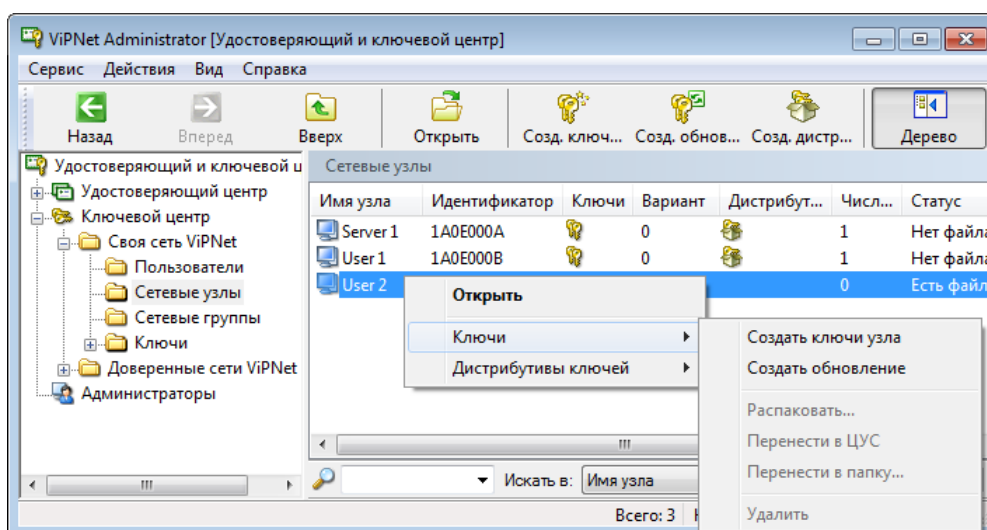 ViPNet Administrator [Удостоверяющий и ключевой центр]
Сервис Действия Вид Справка
Назад Вперед Вверх Открыть Созд. ключ... Созд. обнов... Созд. дистр... Дерево
Удостоверяющий и ключевой ц
Удостоверяющий центр
Ключевой центр
Своя сеть ViPNet
Пользователи
Сетевые узлы
Сетевые группы
Ключи
Доверенные сети ViPNet
Администраторы
Сетевые узлы
Имя узла Идентификатор Ключи Вариант Дистрибут... Числ... Статус
Server 1 1A0E000A 0 1 Нет файла
User 1 1A0E000B 0 1 Нет файла
User 2 0 Есть файл
Открыть
Ключи
Дистрибутивы ключей
Создать ключи узла
Создать обновление
Распаковать...
Перенести в ЦУС
Перенести в папку...
Удалить
Искать в: Имя узла
Всего: 3